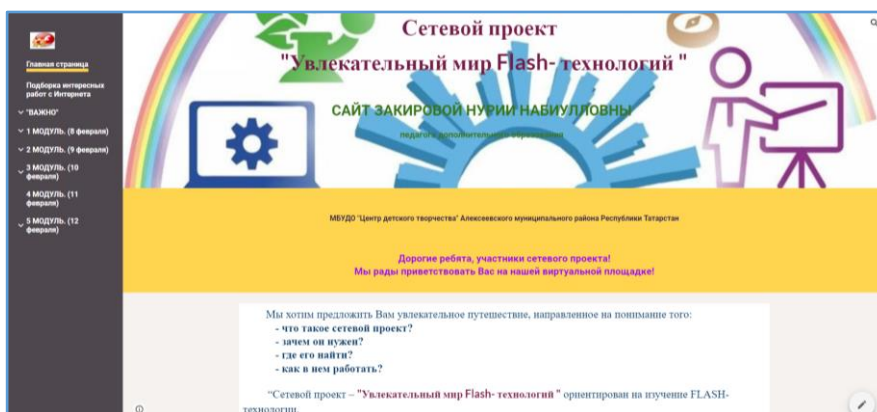 Главная страница
Подборка интересных
работ с Интернета
"ВАЖНО"
1 МОДУЛЬ. (8 февраля)
2 МОДУЛЬ. (9 февраля)
3 МОДУЛЬ. (10
февраля)
4 МОДУЛЬ. (11
февраля)
5 МОДУЛЬ. (12
февраля)
Сетевой проект
"Увлекательный мир Flash- технологий "
САЙТ ЗАКИРОВОЙ НУРИИ НАБИУЛЛОВНЫ
педагога дополнительного образования
МБУДО "Центр детского творчества" Алексеевского муниципального района Республики Татарстан
Дорогие ребята, участники сетевого проекта!
Мы рады приветствовать Вас на нашей виртуальной площадке!
Мы хотим предложить Вам увлекательное путешествие, направленное на понимание того:
- что такое сетевой проект?
- зачем он нужен?
- где его найти?
- как в нем работать?
"Сетевой проект – "Увлекательный мир Flash- технологий " ориентирован на изучение FLASH-
технологии.